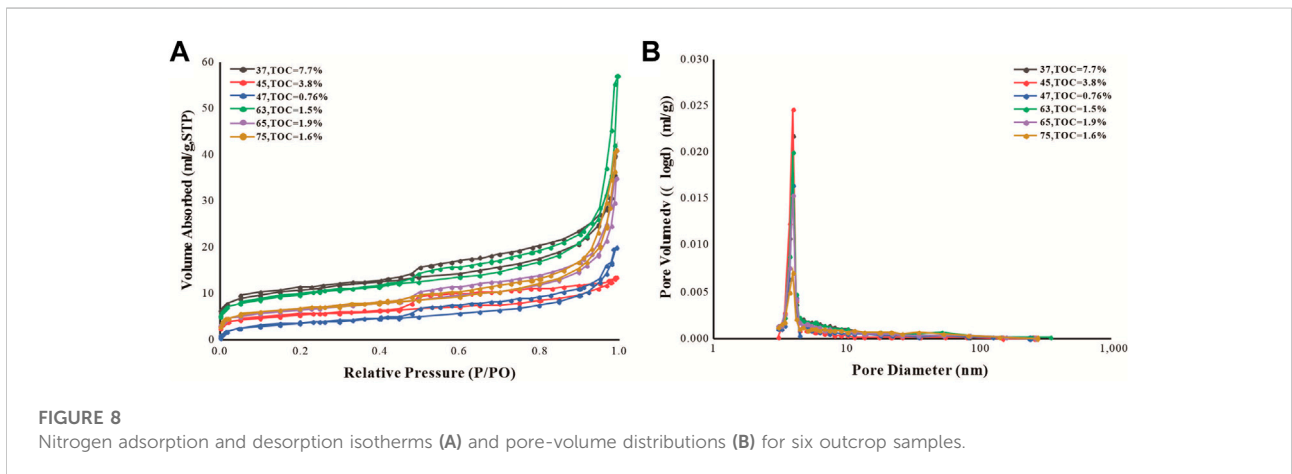 A
60
50
40
30
20
10
0
Volume Absorbed (ml/g,STP)
37,TOC=7.7%
45,TOC=3.8%
47,TOC=0.76%
63,TOC=1.5%
65,TOC=1.9%
75,TOC=1.6%
0.0
0.2
0.4
0.6
0.8
1.0
Relative Pressure (P/PO)
B
0.030
0.025
0.020
0.015
0.010
0.005
0.000
Pore Volumedv (( logd) (ml/g))
37,TOC=7.7%
45,TOC=3.8%
47,TOC=0.76%
63,TOC=1.5%
65,TOC=1.9%
75,TOC=1.6%
1
10
100
1,000
Pore Diameter (nm)
FIGURE 8
Nitrogen adsorption and desorption isotherms (A) and pore-volume distributions (B) for six outcrop samples.